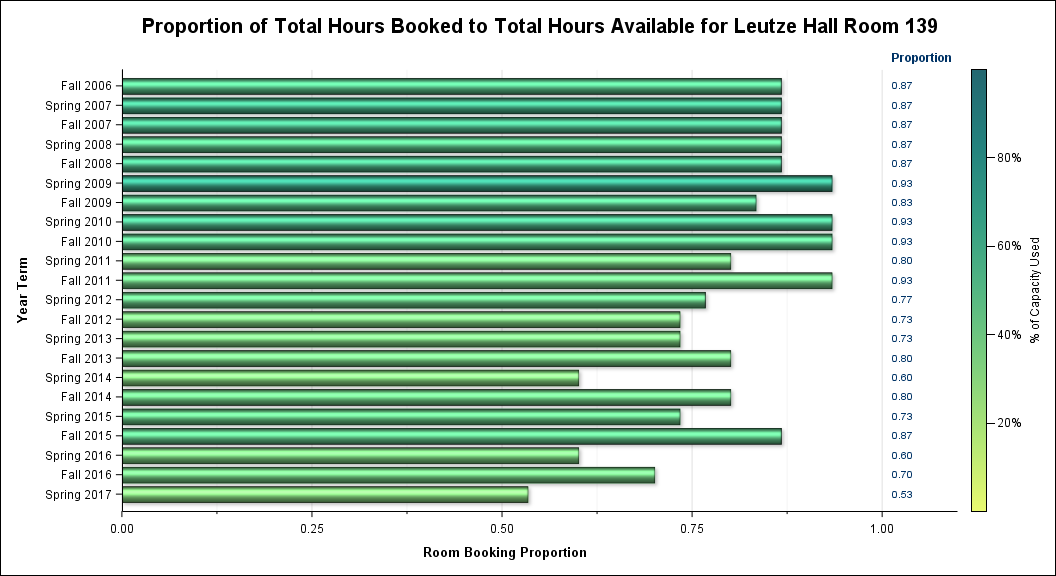 Proportion of Total Hours Booked to Total Hours Available for Leutze Hall Room 139
Proportion
Fall 2006 0.87
Spring 2007 0.87
Fall 2007 0.87
Spring 2008 0.87
Fall 2008 0.87
Spring 2009 0.93
Fall 2009 0.83
Spring 2010 0.93
Fall 2010 0.93
Spring 2011 0.80
Fall 2011 0.93
Spring 2012 0.77
Fall 2012 0.73
Spring 2013 0.73
Fall 2013 0.80
Spring 2014 0.60
Fall 2014 0.80
Spring 2015 0.73
Fall 2015 0.87
Spring 2016 0.60
Fall 2016 0.70
Spring 2017 0.53
Year Term
0.00 0.25 0.50 0.75 1.00
Room Booking Proportion
80%
60%
40%
20%
% of Capacity Used